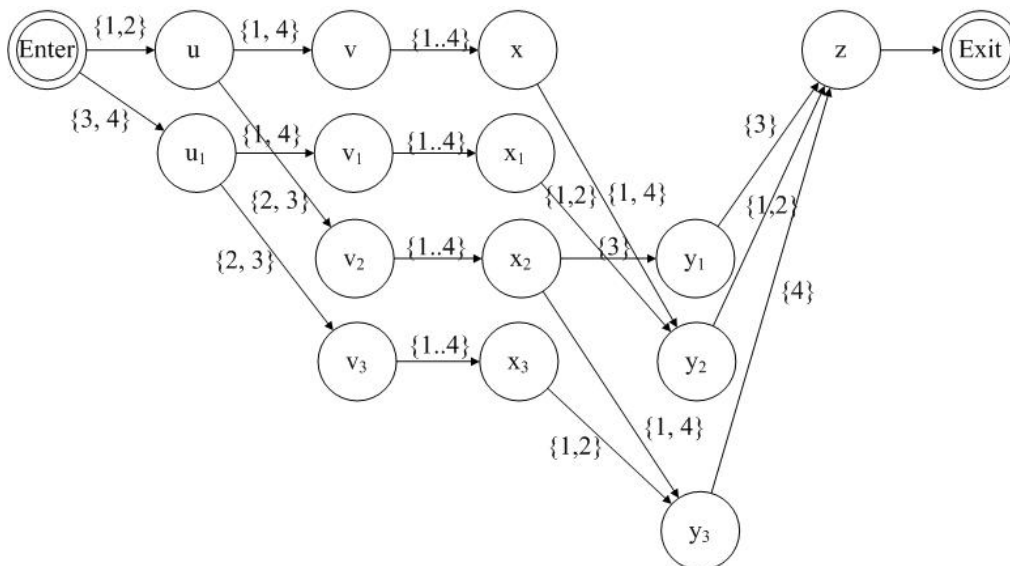 Enter
{1,2}
u
{1, 4}
v
{1..4}
x
z
Exit
{3, 4}
u1
{1, 4}
v1
{1..4}
x1
{3}
{2, 3}
{1,2}
{1, 4}
{1,2}
{2, 3}
v2
{1..4}
x2
{3}
y1
{4}
v3
{1..4}
x3
y2
{1,2}
{1, 4}
y3